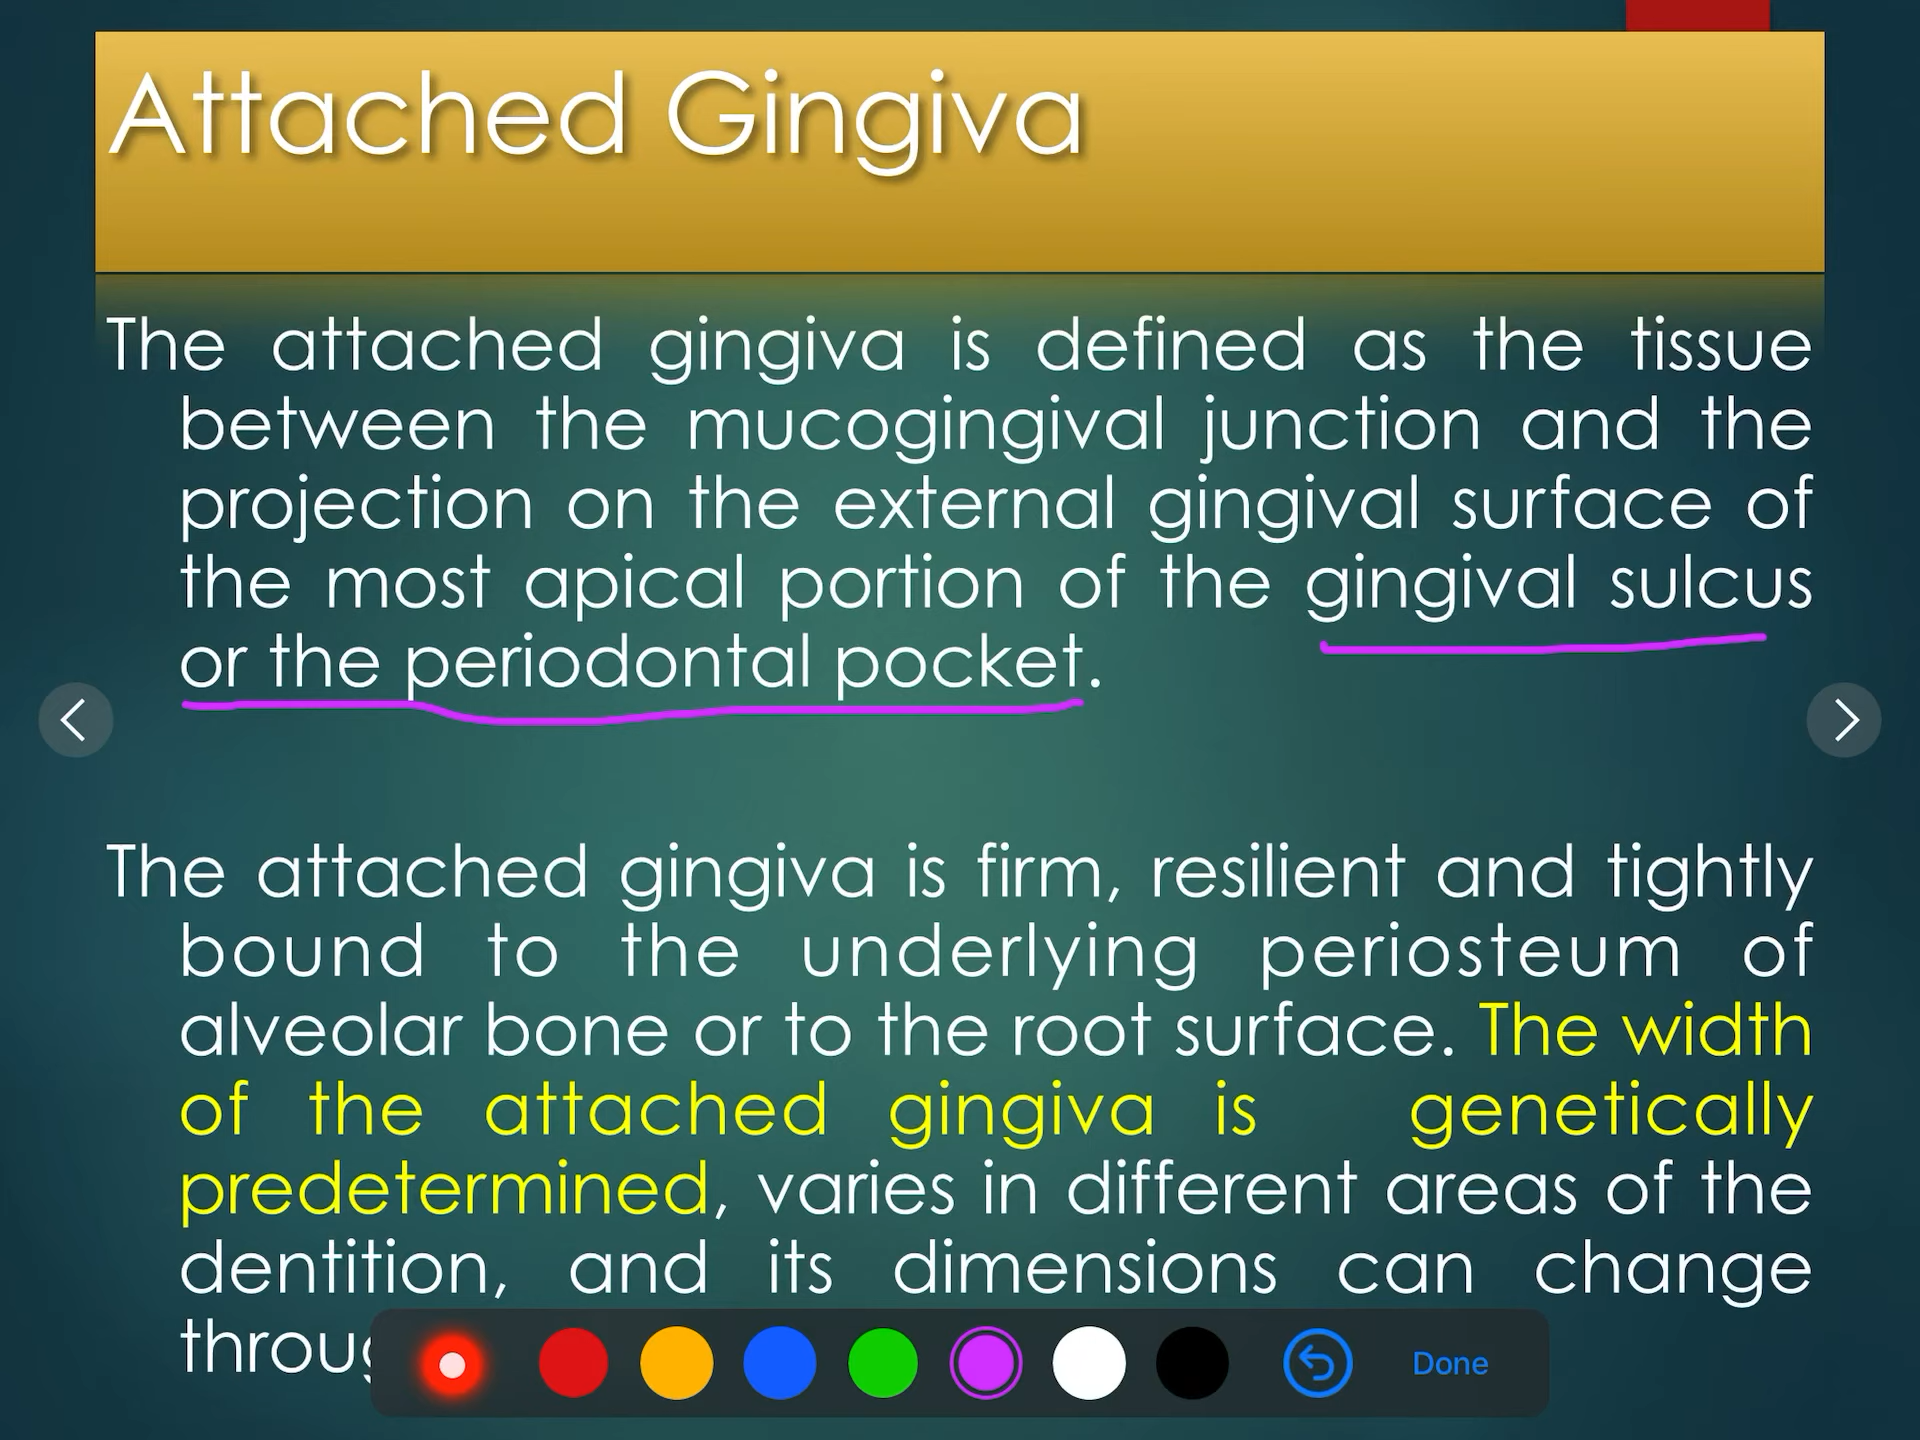 Attached Gingiva
The attached gingiva is defined as the tissue
between the mucogingival junction and the
projection on the external gingival surface of
the most apical portion of the gingival sulcus
or the periodontal pocket.
The attached gingiva is firm, resilient and tightly
bound to the underlying periosteum of
alveolar bone or to the root surface. The width
of the attached gingiva is genetically
predetermined, varies in different areas of the
dentition, and its dimensions can change
Done